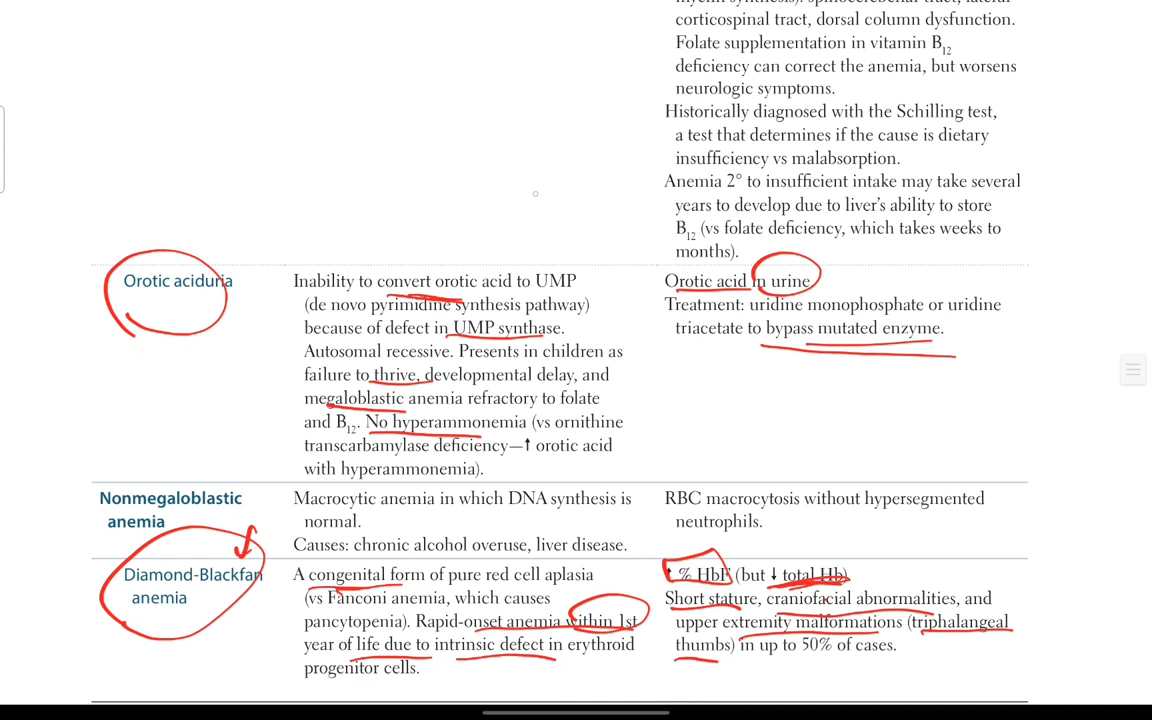 myelin synthesis): spinocerebellar tract, lateral
corticospinal tract, dorsal column dysfunction.
Folate supplementation in vitamin B12
deficiency can correct the anemia, but worsens
neurologic symptoms.
Historically diagnosed with the Schilling test,
a test that determines if the cause is dietary
insufficiency vs malabsorption.
Anemia 2° to insufficient intake may take several
years to develop due to liver's ability to store
B12 (vs folate deficiency, which takes weeks to
months).
Orotic aciduria
Inability to convert orotic acid to UMP
(de novo pyrimidine synthesis pathway)
because of defect in UMP synthase.
Autosomal recessive. Presents in children as
failure to thrive, developmental delay, and
megaloblastic anemia refractory to folate
and B12. No hyperammonemia (vs ornithine
transcarbamylase deficiency—↑ orotic acid
with hyperammonemia).
Orotic acid in urine.
Treatment: uridine monophosphate or uridine
triacetate to bypass mutated enzyme.
Nonmegaloblastic
anemia
Macrocytic anemia in which DNA synthesis is
normal.
Causes: chronic alcohol overuse, liver disease.
RBC macrocytosis without hypersegmented
neutrophils.
Diamond-Blackfan
anemia
A congenital form of pure red cell aplasia
(vs Fanconi anemia, which causes
pancytopenia). Rapid-onset anemia within 1st
year of life due to intrinsic defect in erythroid
progenitor cells.
↑ % HbF (but ↓ total Hb).
Short stature, craniofacial abnormalities, and
upper extremity malformations (triphalangeal
thumbs) in up to 50% of cases.